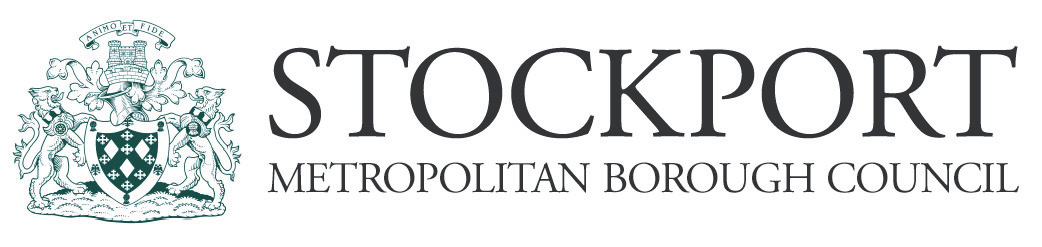 ANIMO ET FIDE
STOCKPORT
METROPOLITAN BOROUGH COUNCIL